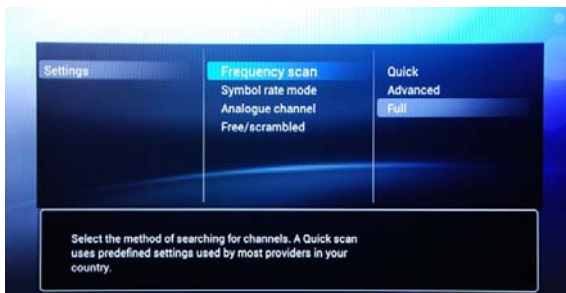 Settings
Frequency scan
Symbol rate mode
Analogue channel
Free/scrambled
Quick
Advanced
Full
Select the method of searching for channels. A Quick scan
uses predefined settings used by most providers in your
country.